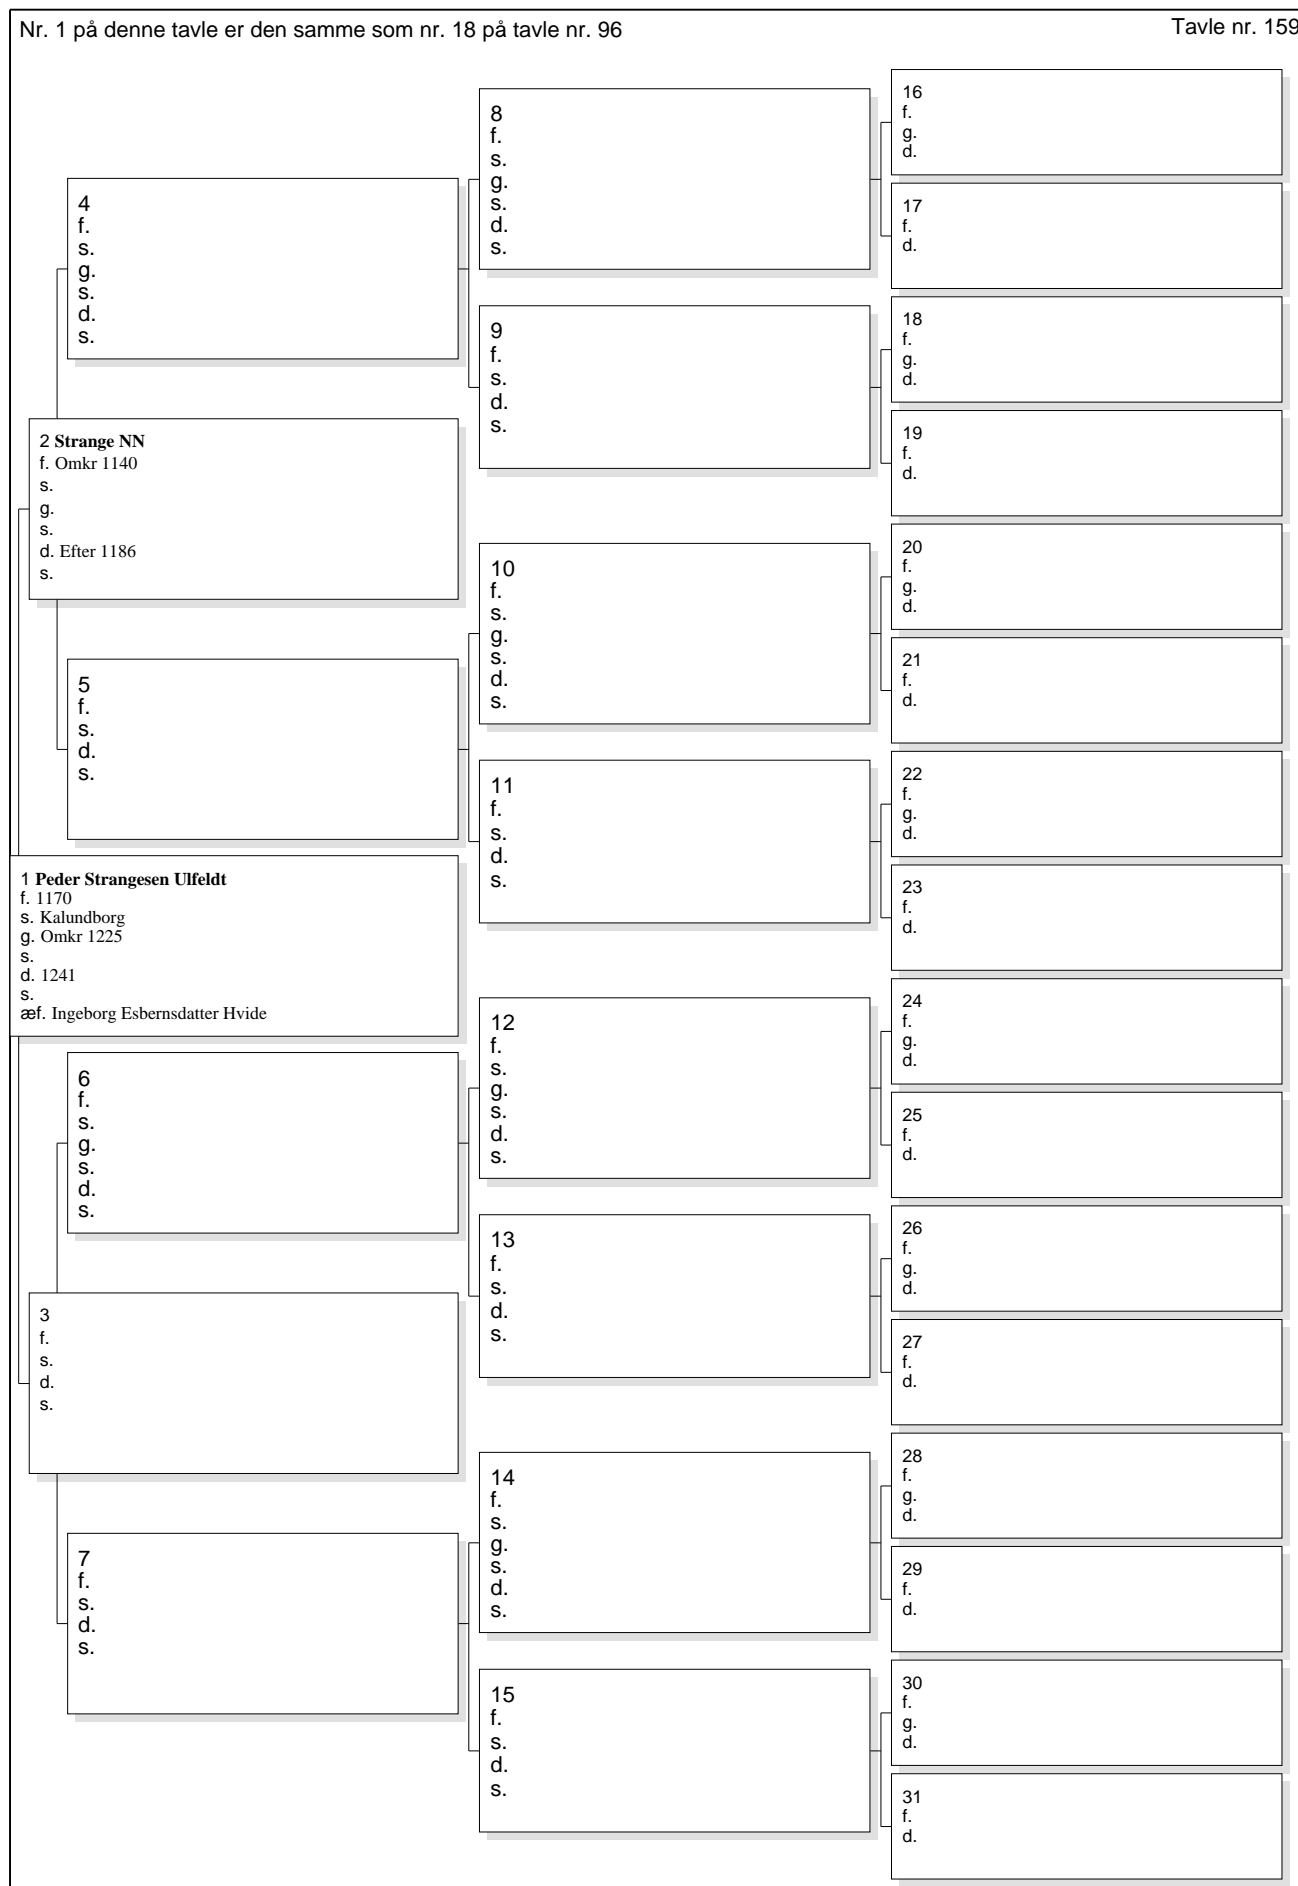 Nr. 1 på denne tavle er den samme som nr. 18 på tavle nr. 96
Tavle nr. 159
1 Peder Strangesen Ulfeldt
f. 1170
s. Kalundborg
g. Omkr 1225
s.
d. 1241
s.
æf. Ingeborg Esbernsdatter Hvide
2 Strange NN
f. Omkr 1140
s.
g.
s.
d. Efter 1186
s.
3
f.
s.
d.
s.
4
f.
s.
g.
s.
d.
s.
5
f.
s.
d.
s.
6
f.
s.
g.
s.
d.
s.
7
f.
s.
d.
s.
8
f.
s.
g.
s.
d.
s.
9
f.
s.
d.
s.
10
f.
s.
g.
s.
d.
s.
11
f.
s.
d.
s.
12
f.
s.
g.
s.
d.
s.
13
f.
s.
d.
s.
14
f.
s.
g.
s.
d.
s.
15
f.
s.
d.
s.
16
f.
g.
d.
17
f.
d.
18
f.
g.
d.
19
f.
d.
20
f.
g.
d.
21
f.
d.
22
f.
g.
d.
23
f.
d.
24
f.
g.
d.
25
f.
d.
26
f.
g.
d.
27
f.
d.
28
f.
g.
d.
29
f.
d.
30
f.
g.
d.
31
f.
d.